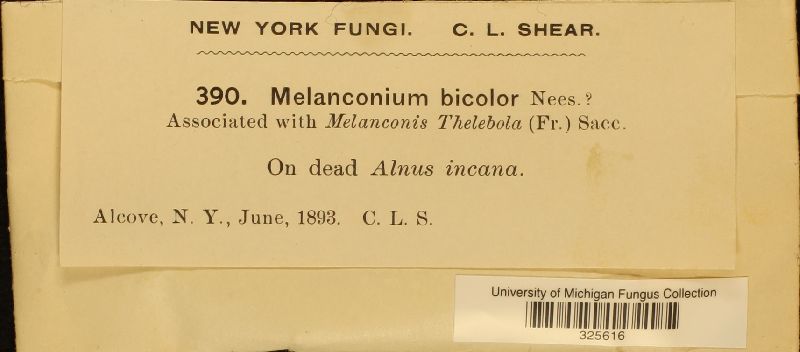 NEW YORK FUNGI. C. L. SHEAR.
390. Melanconium bicolor Nees.?
Associated with Melanconis Thelebola (Fr.) Sacc.
On dead Alnus incana.
Alcove, N. Y., June, 1893. C. L. S.
University of Michigan Fungus Collection
325616